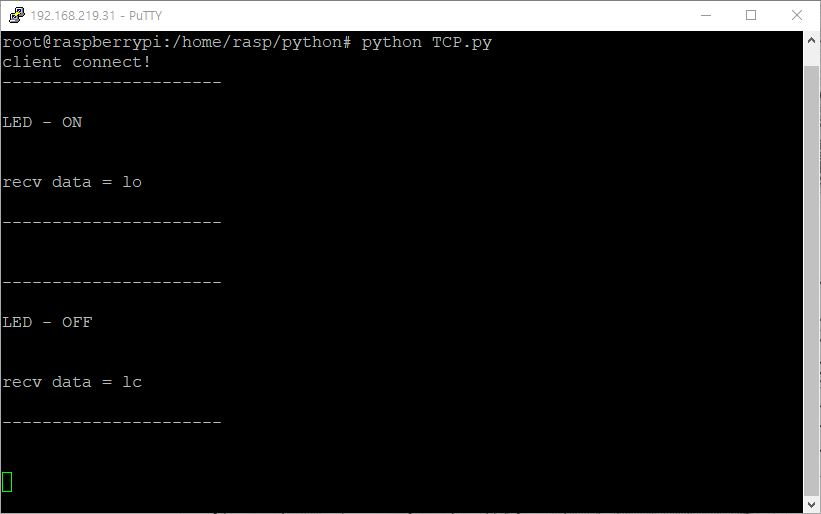 192.168.219.31 - PuTTY
root@raspberrypi:/home/rasp/python# python TCP.py
client connect!
----------------------
LED - ON
recv data = lo
----------------------
----------------------
LED - OFF
recv data = lc
----------------------